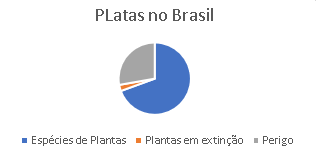 PLatas no Brasil
Espécies de Plantas Plantas em extinção Perigo